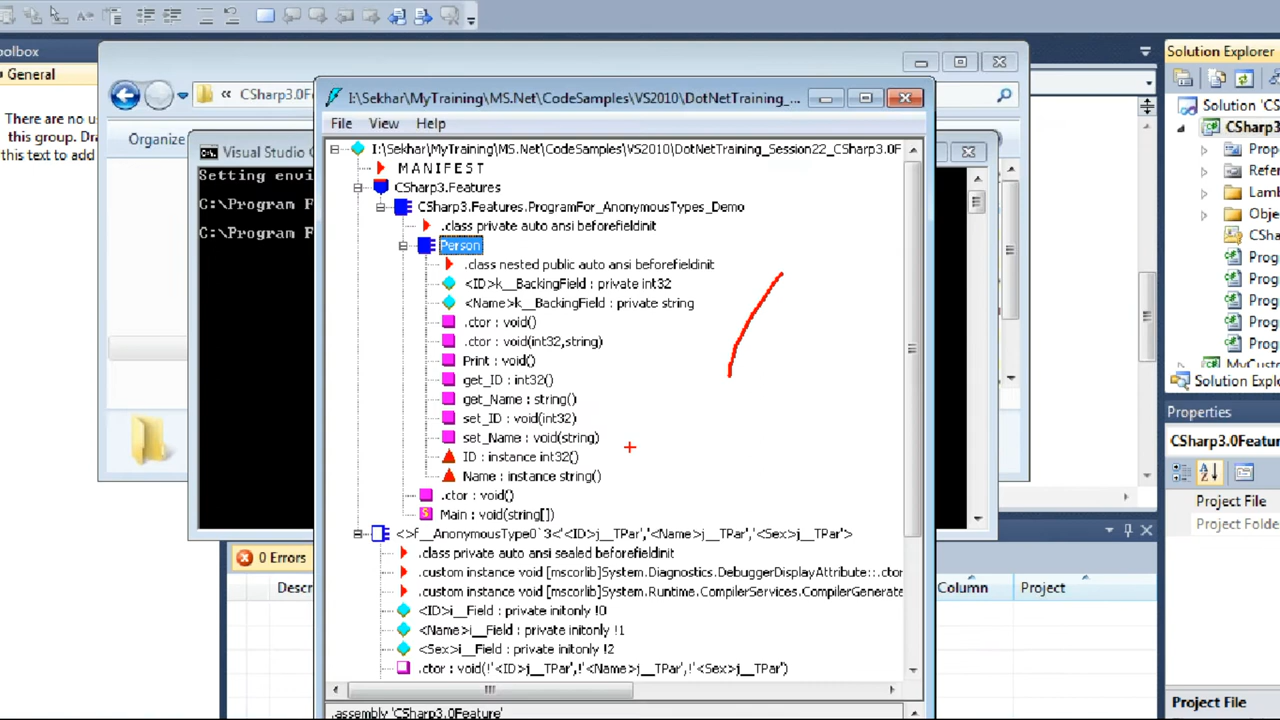 oolbox
General
There are no us
this group. Dra
this text to add
CSharp3.0Fe
Organize
Visual Studio C
Setting envi
C:\Program F
C:\Program F
I:\Sekhar\MyTraining\MS.Net\CodeSamples\VS2010\DotNetTraining_...
File View Help
I:\Sekhar\MyTraining\MS.Net\CodeSamples\VS2010\DotNetTraining_Session22_CSharp3.0F
M A N I F E S T
CSharp3.Features
CSharp3.Features.ProgramFor_AnonymousTypes_Demo
.class private auto ansi beforefieldinit
Person
.class nested public auto ansi beforefieldinit
<ID>k__BackingField : private int32
<Name>k__BackingField : private string
.ctor : void()
.ctor : void(int32,string)
Print : void()
get_ID : int32()
get_Name : string()
set_ID : void(int32)
set_Name : void(string)
ID : instance int32()
Name : instance string()
.ctor : void()
Main : void(string[])
<>f__AnonymousType0`3<'<ID>j__TPar','<Name>j__TPar','<Sex>j__TPar'>
.class private auto ansi sealed beforefieldinit
.custom instance void [mscorlib]System.Diagnostics.DebuggerDisplayAttribute::.ctor
.custom instance void [mscorlib]System.Runtime.CompilerServices.CompilerGenerate
<ID>i__Field : private initonly !0
<Name>i__Field : private initonly !1
<Sex>i__Field : private initonly !2
.ctor : void(!'<ID>j__TPar',!'<Name>j__TPar',!'<Sex>j__TPar')
.assembly 'CSharp3.0Feature'
0 Errors
Descr
Column Project
Solution Explorer
Solution 'C
CSharp3
Prop
Refer
Lamb
Objec
CSha
Prog
Prog
Prog
Prog
Prog
MyCusto
Solution Explo
Properties
CSharp3.0Featur
Project File
Project Folde
Project File